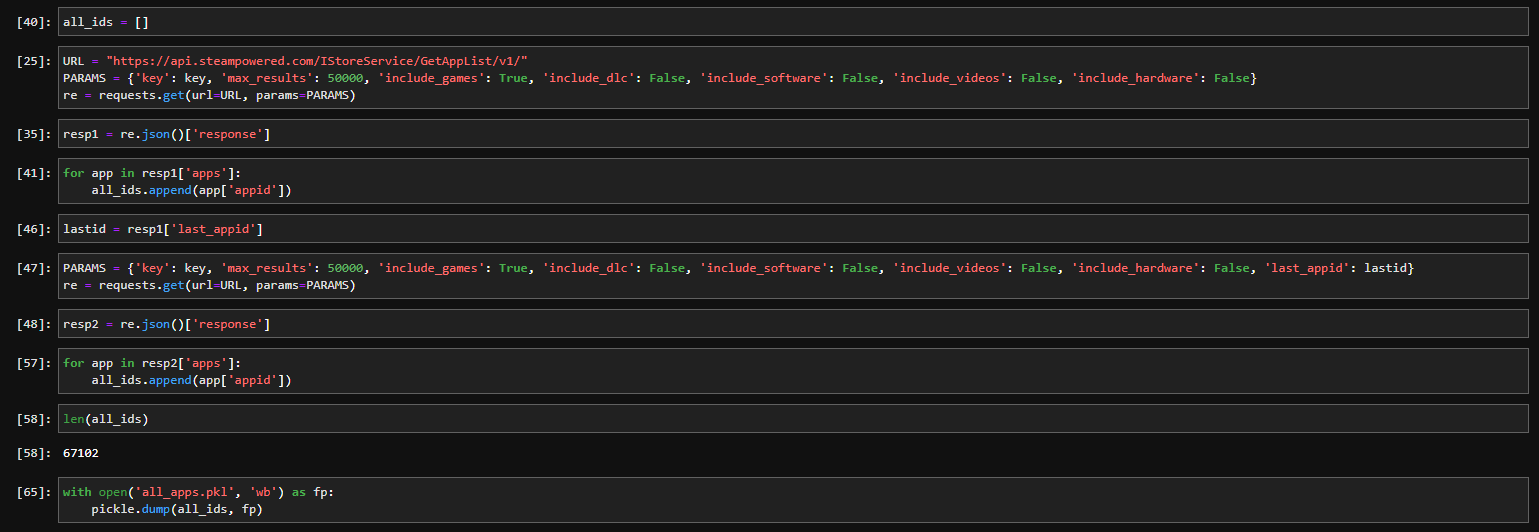 [40]: all_ids = []
[25]: URL = "https://api.steampowered.com/IStoreService/GetAppList/v1/"
PARAMS = {'key': key, 'max_results': 50000, 'include_games': True, 'include_dlc': False, 'include_software': False, 'include_videos': False, 'include_hardware': False}
re = requests.get(url=URL, params=PARAMS)
[35]: resp1 = re.json()['response']
[41]: for app in resp1['apps']:
    all_ids.append(app['appid'])
[46]: lastid = resp1['last_appid']
[47]: PARAMS = {'key': key, 'max_results': 50000, 'include_games': True, 'include_dlc': False, 'include_software': False, 'include_videos': False, 'include_hardware': False, 'last_appid': lastid}
re = requests.get(url=URL, params=PARAMS)
[48]: resp2 = re.json()['response']
[57]: for app in resp2['apps']:
    all_ids.append(app['appid'])
[58]: len(all_ids)
[58]: 67102
[65]: with open('all_apps.pkl', 'wb') as fp:
    pickle.dump(all_ids, fp)